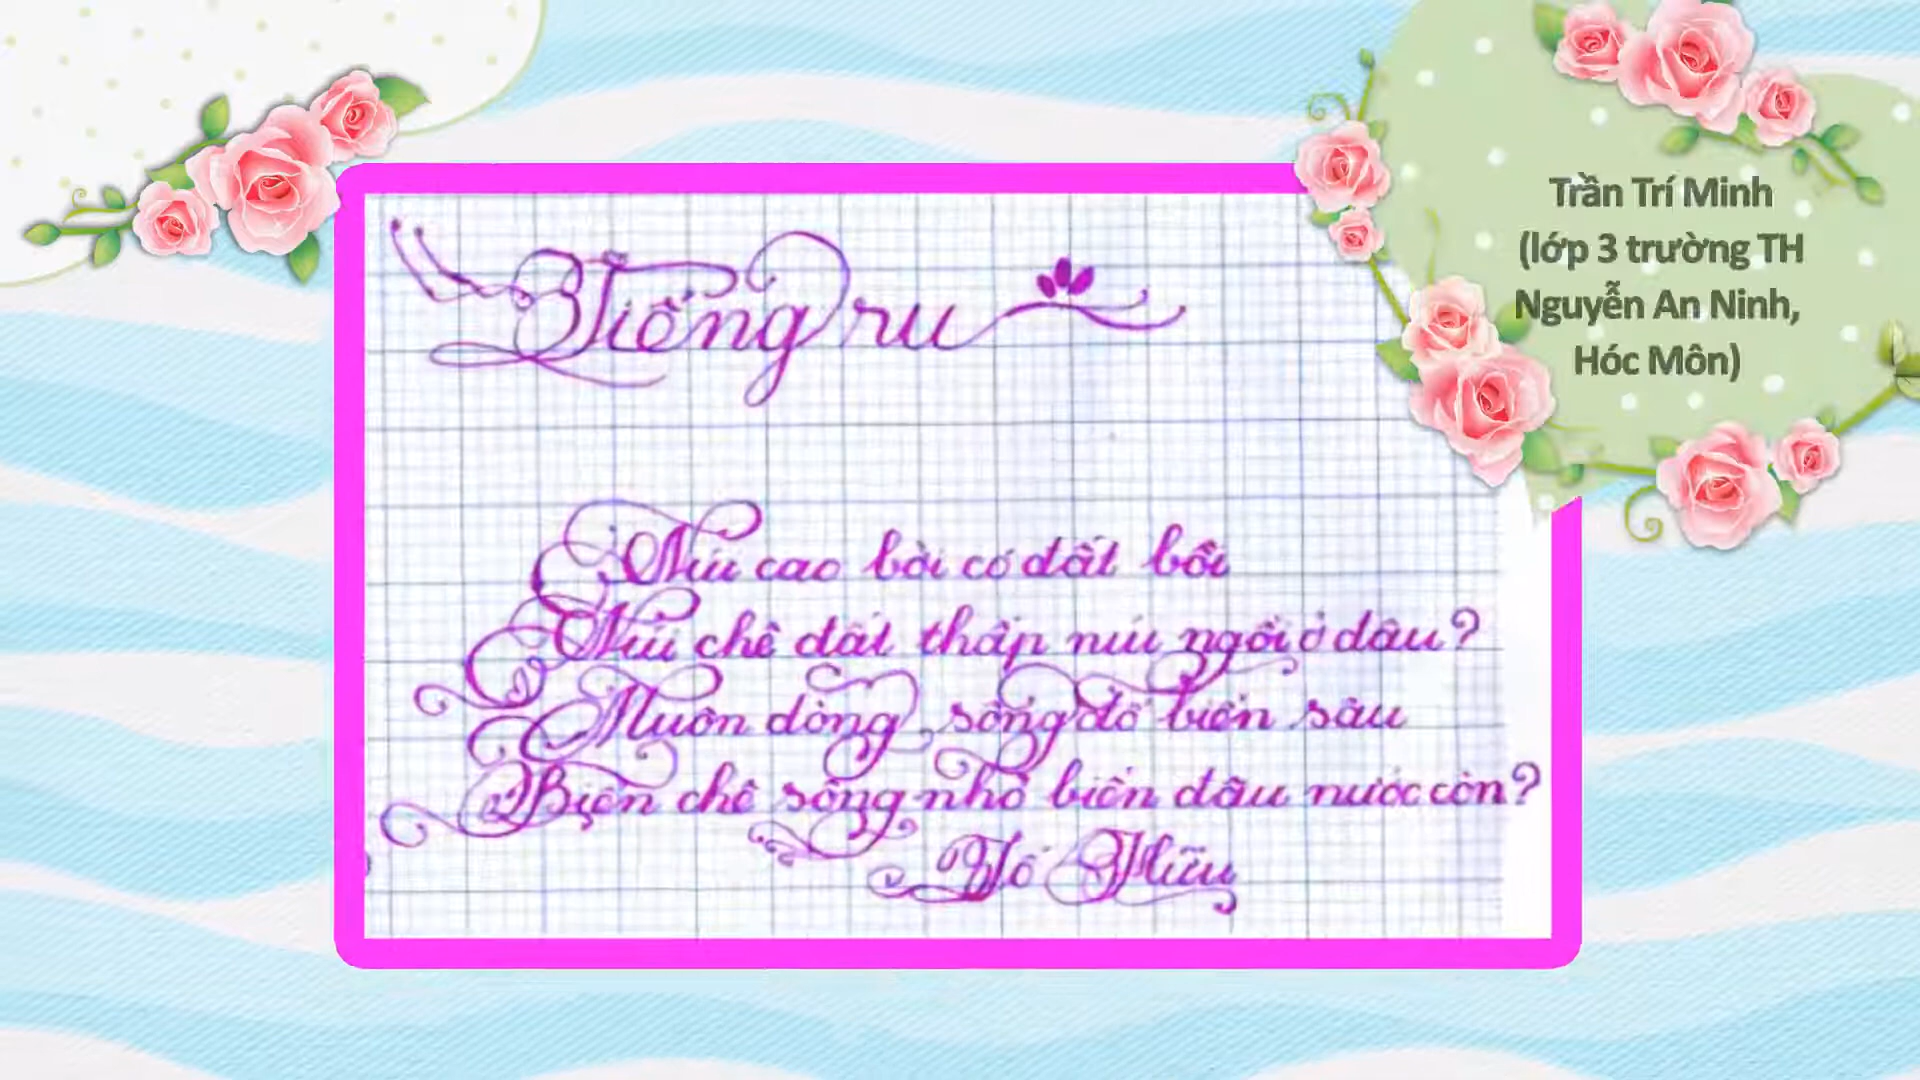 Tiếng ru
Núi cao bởi có đất bồi
Núi chê đất thấp núi ngồi ở đâu?
Muôn dòng sông đổ biển sâu
Biển chê sông nhỏ biển đâu nước còn?
Tố Hữu
Trần Trí Minh
(lớp 3 trường TH
Nguyễn An Ninh,
Hóc Môn)